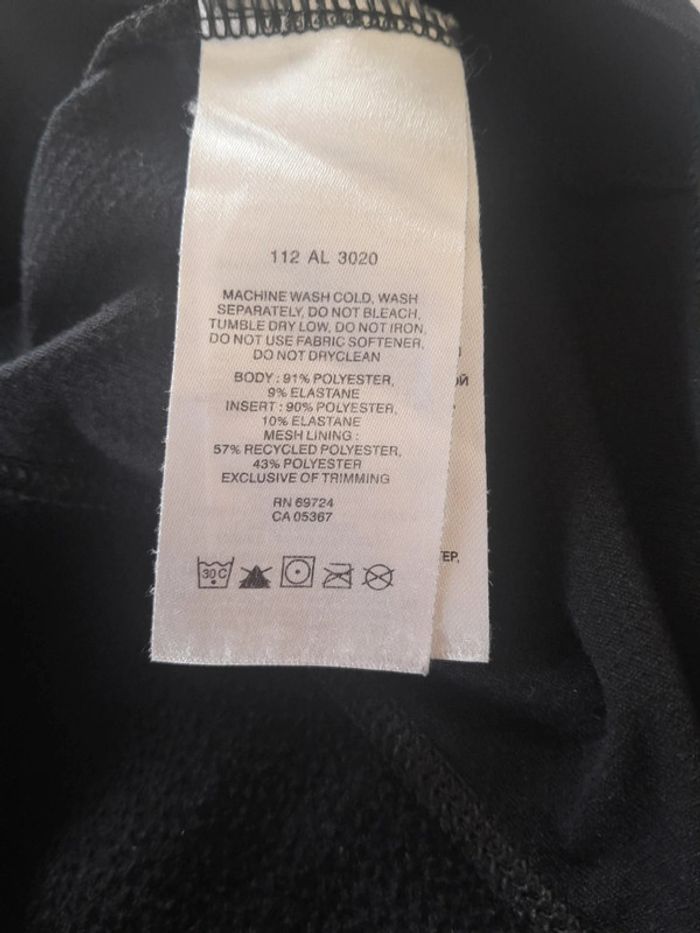 112 AL 3020
MACHINE WASH COLD, WASH
SEPARATELY, DO NOT BLEACH,
TUMBLE DRY LOW, DO NOT IRON,
DO NOT USE FABRIC SOFTENER,
DO NOT DRYCLEAN
BODY : 91% POLYESTER,
9% ELASTANE
INSERT : 90% POLYESTER,
10% ELASTANE
MESH LINING :
57% RECYCLED POLYESTER,
43% POLYESTER
EXCLUSIVE OF TRIMMING
RN 69724
CA 05367
30 C
ОЙ
ТЕР,